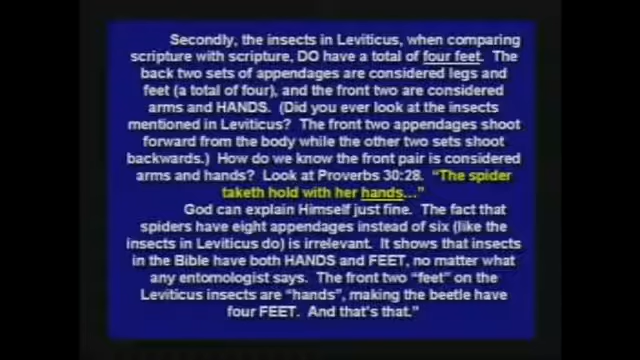 Secondly, the insects in Leviticus, when comparing
scripture with scripture, DO have a total of four feet. The
back two sets of appendages are considered legs and
feet (a total of four), and the front two are considered
arms and HANDS. (Did you ever look at the insects
mentioned in Leviticus? The front two appendages shoot
forward from the body while the other two sets shoot
backwards.) How do we know the front pair is considered
arms and hands? Look at Proverbs 30:28. “The spider
taketh hold with her hands…”
God can explain Himself just fine. The fact that
spiders have eight appendages instead of six (like the
insects in Leviticus do) is irrelevant. It shows that insects
in the Bible have both HANDS and FEET, no matter what
any entomologist says. The front two “feet” on the
Leviticus insects are “hands”, making the beetle have
four FEET. And that’s that.”